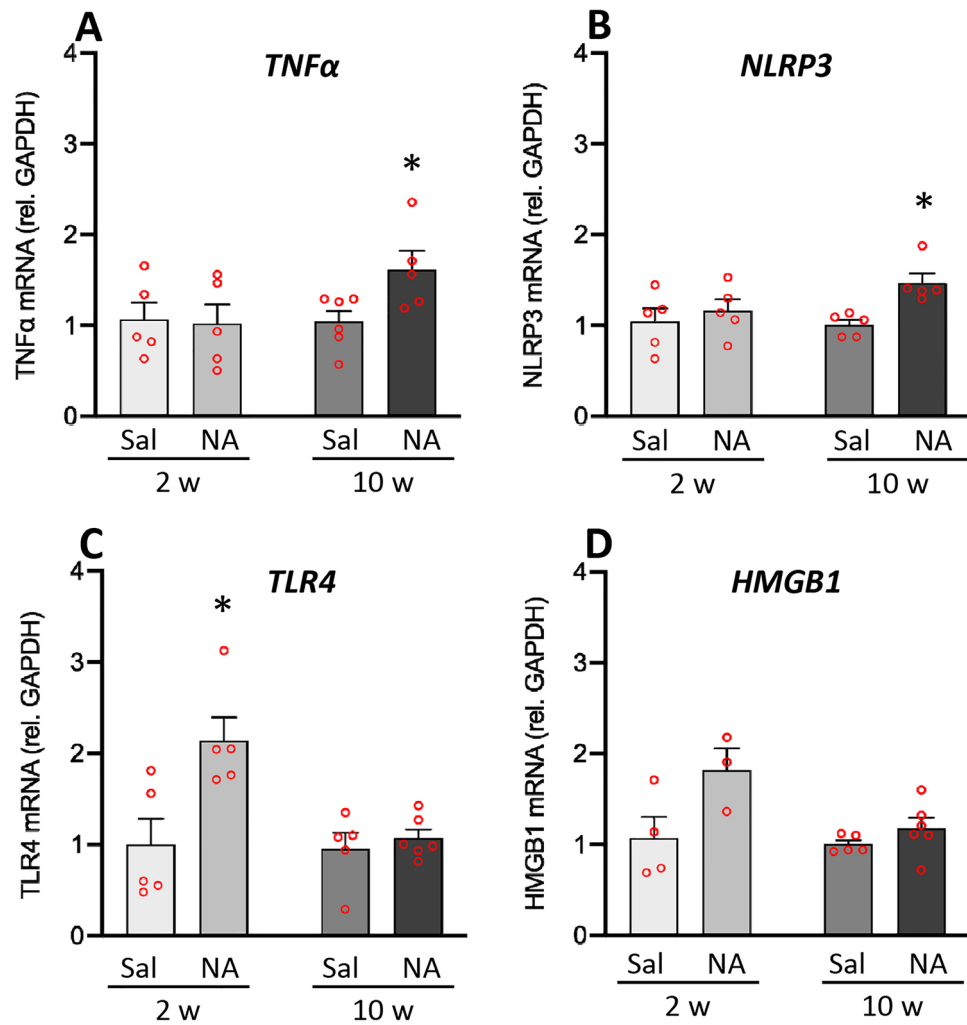 A
TNFα
TNFα mRNA (rel. GAPDH)
4
3
2
1
0
*
Sal NA Sal NA
2 w 10 w
B
NLRP3
NLRP3 mRNA (rel. GAPDH)
4
3
2
1
0
*
Sal NA Sal NA
2 w 10 w
C
TLR4
TLR4 mRNA (rel. GAPDH)
4
3
2
1
0
*
Sal NA Sal NA
2 w 10 w
D
HMGB1
HMGB1 mRNA (rel. GAPDH)
4
3
2
1
0
Sal NA Sal NA
2 w 10 w